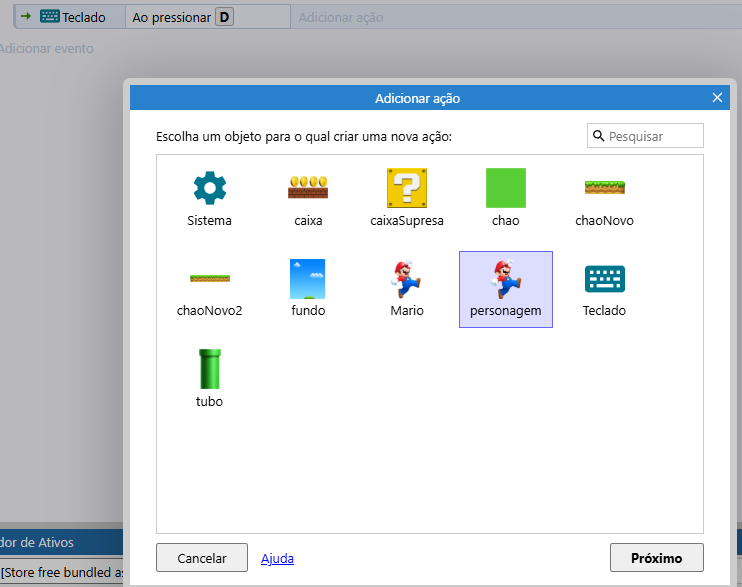 Teclado Ao pressionar D Adicionar ação
Adicionar evento
Adicionar ação
Escolha um objeto para o qual criar uma nova ação:
Pesquisar
Sistema caixa caixaSupresa chao chaoNovo
chaoNovo2 fundo Mario personagem Teclado
tubo
dor de Ativos
[Store free bundled as
Cancelar Ajuda Próximo